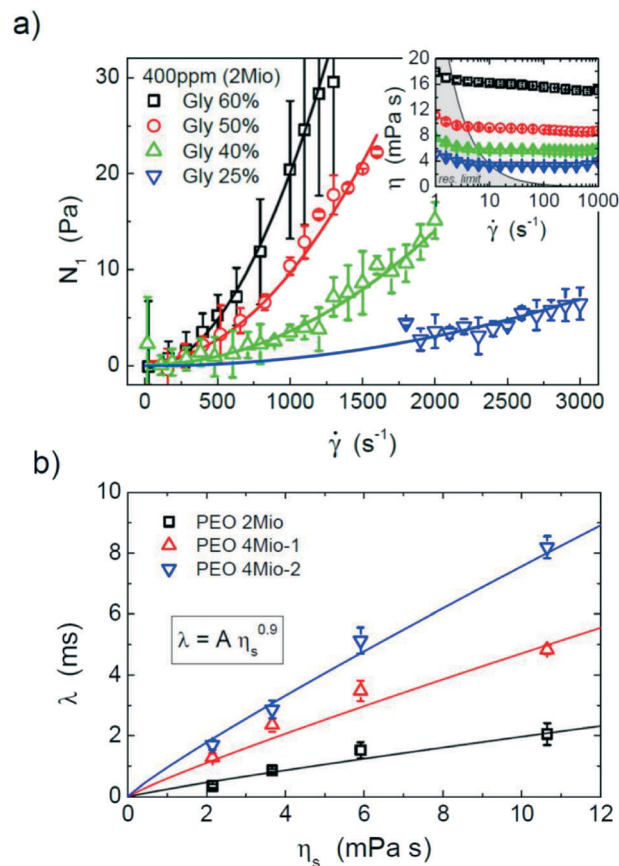 a)
400ppm (2Mio)
Gly 60%
Gly 50%
Gly 40%
Gly 25%
30
20
10
0
N₁ (Pa)
0 500 1000 1500 2000 2500 3000
γ̇ (s⁻¹)
20
16
12
8
4
0
η (mPa s)
res. limit
1 10 100 1000
γ̇ (s⁻¹)
b)
PEO 2Mio
PEO 4Mio-1
PEO 4Mio-2
λ = A ηₛ^0.9
10
8
6
4
2
0
λ (ms)
0 2 4 6 8 10 12
ηₛ (mPa s)